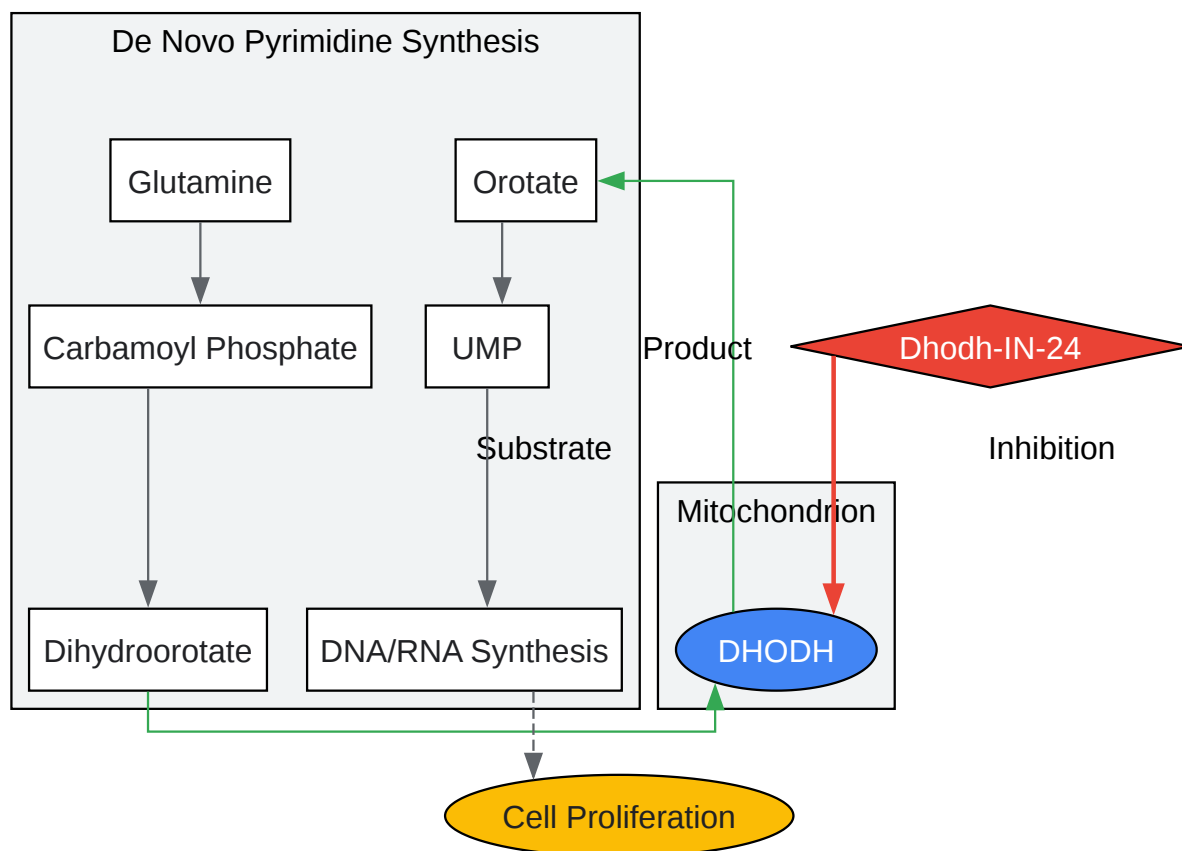 De Novo Pyrimidine Synthesis
Glutamine
Orotate
Carbamoyl Phosphate
UMP
Product
Dhodh-IN-24
Substrate
Inhibition
Mitochondrion
Dihydroorotate
DNA/RNA Synthesis
DHODH
Cell Proliferation